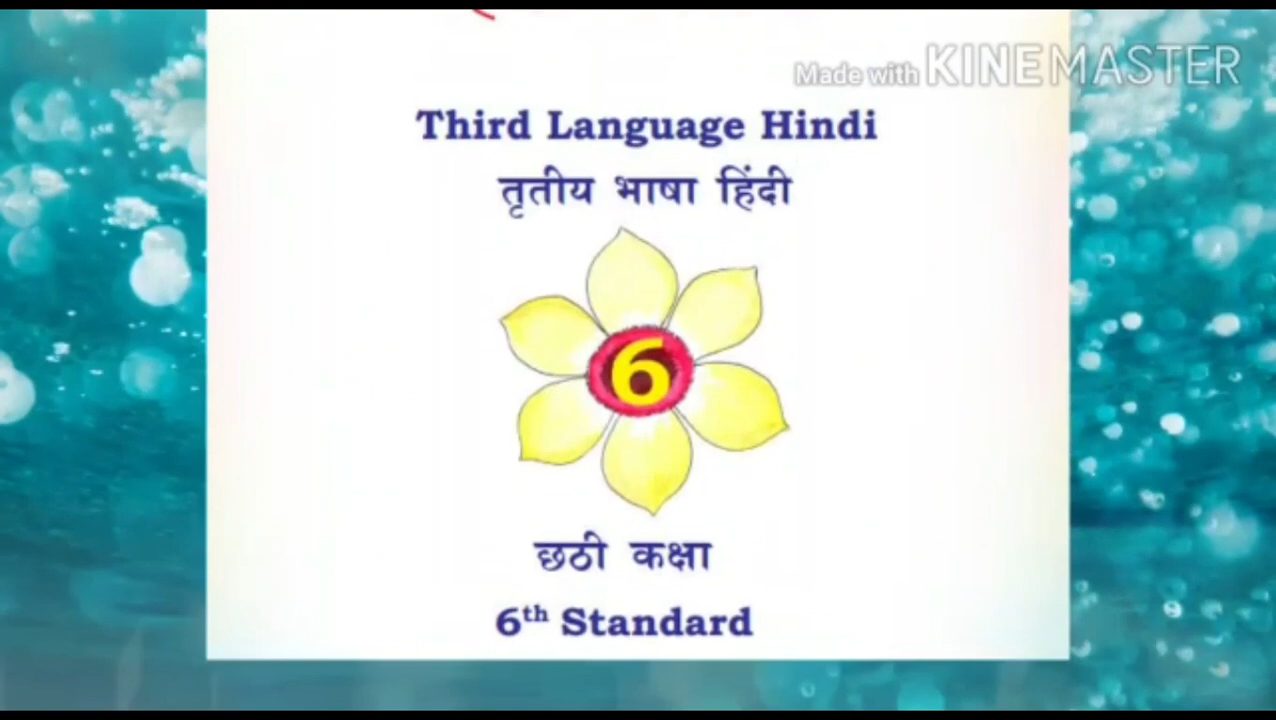 Made with KINEMASTER
Third Language Hindi
तृतीय भाषा हिंदी
6
छठी कक्षा
6th Standard